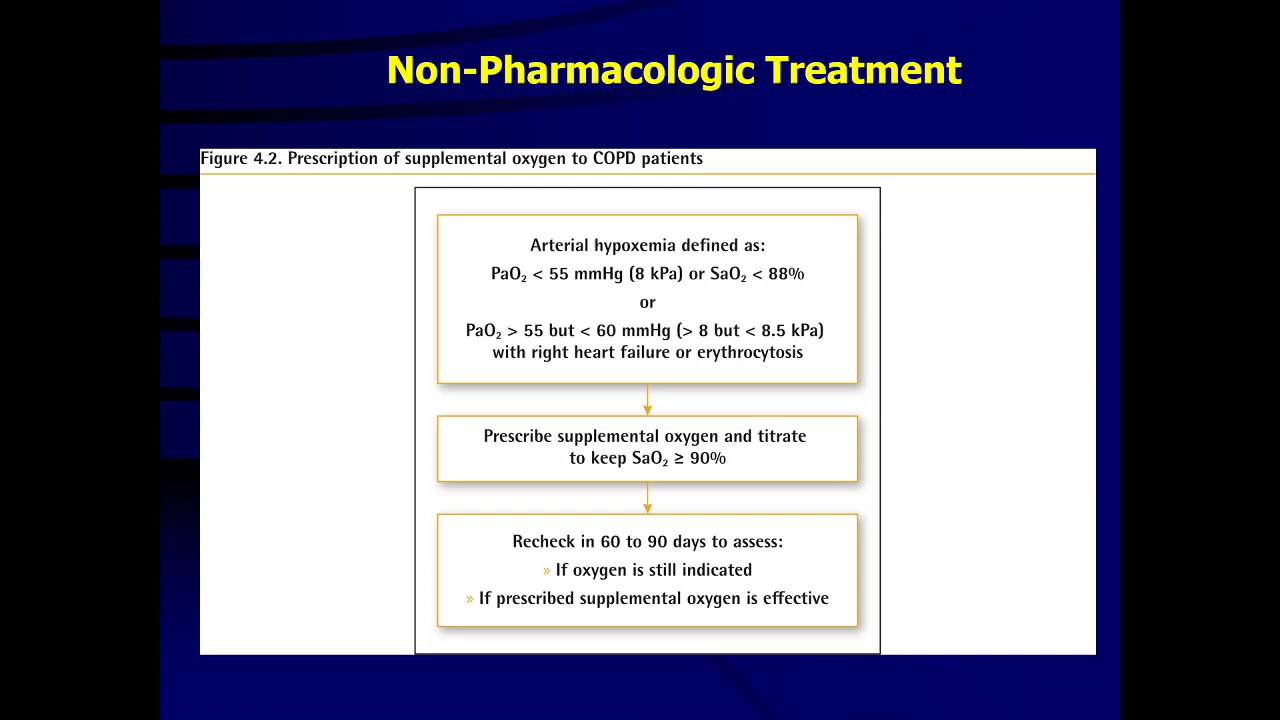 Non-Pharmacologic Treatment
Figure 4.2. Prescription of supplemental oxygen to COPD patients
Arterial hypoxemia defined as:
PaO₂ < 55 mmHg (8 kPa) or SaO₂ < 88%
or
PaO₂ > 55 but < 60 mmHg (> 8 but < 8.5 kPa)
with right heart failure or erythrocytosis
Prescribe supplemental oxygen and titrate
to keep SaO₂ ≥ 90%
Recheck in 60 to 90 days to assess:
» If oxygen is still indicated
» If prescribed supplemental oxygen is effective